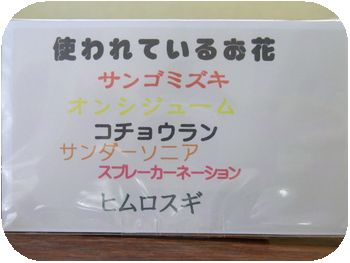 使われているお花
サンゴミズキ
オンシジューム
コチョウラン
サンダーソニア
スプレーカーネーション
ヒムロスギ